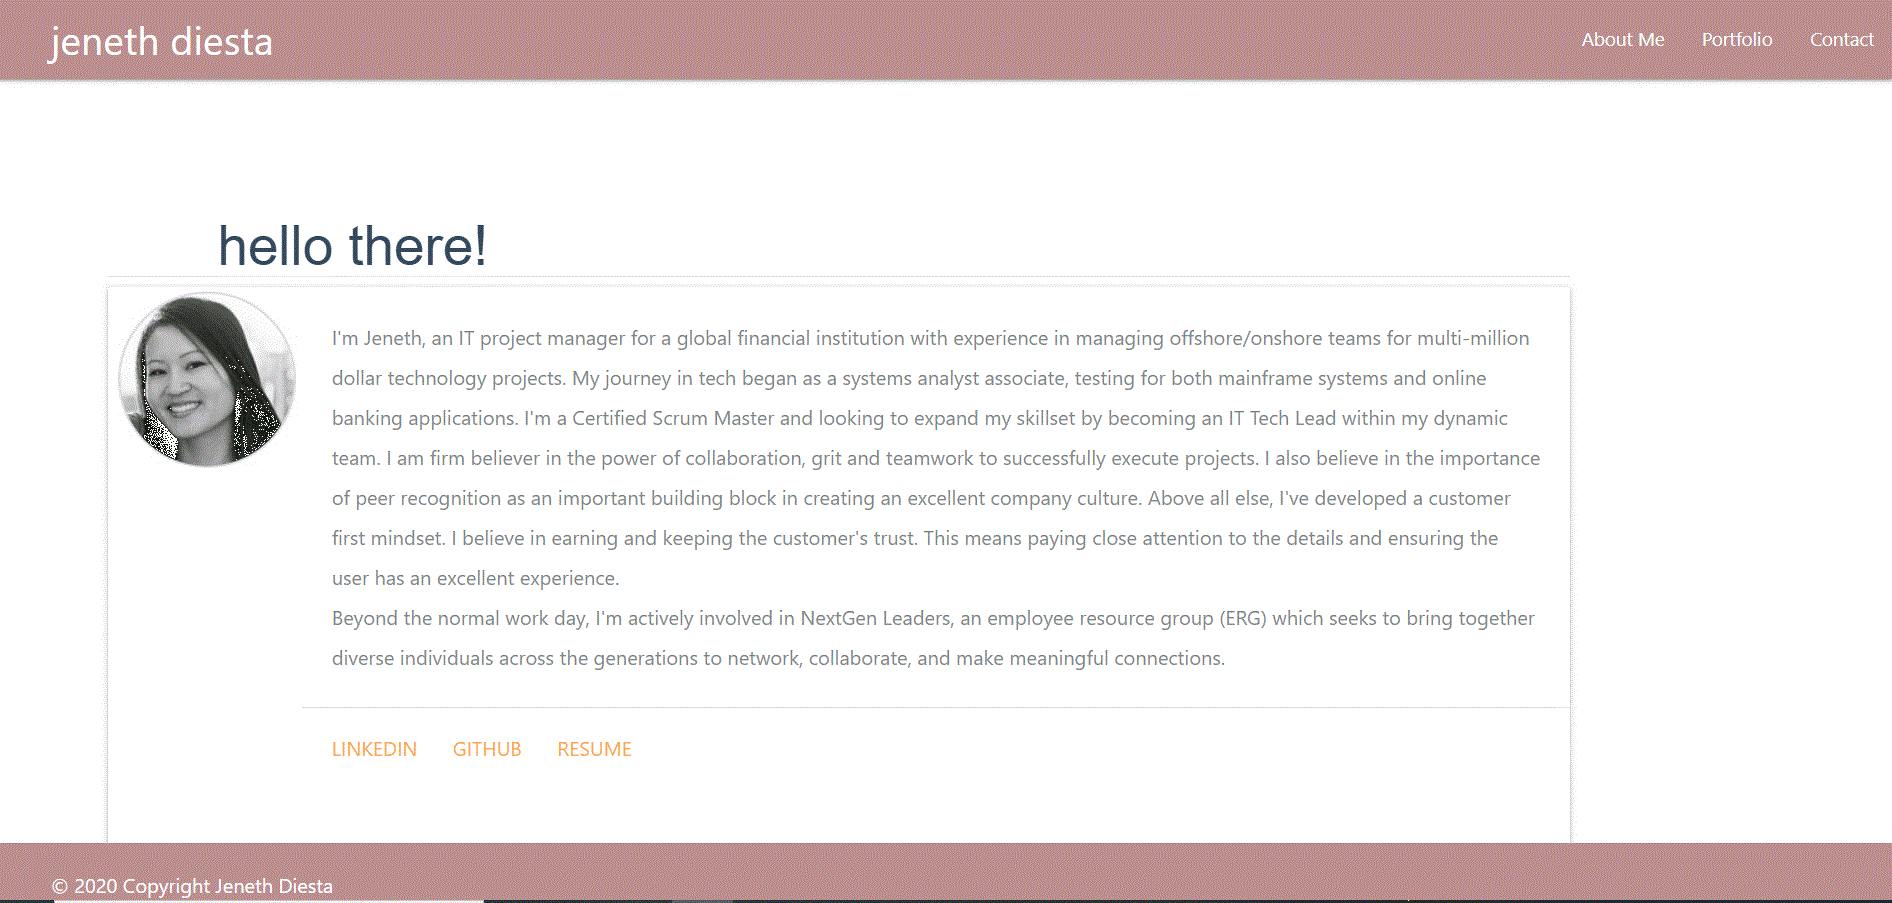 jeneth diesta
About Me Portfolio Contact
hello there!
I'm Jeneth, an IT project manager for a global financial institution with experience in managing offshore/onshore teams for multi-million
dollar technology projects. My journey in tech began as a systems analyst associate, testing for both mainframe systems and online
banking applications. I'm a Certified Scrum Master and looking to expand my skillset by becoming an IT Tech Lead within my dynamic
team. I am firm believer in the power of collaboration, grit and teamwork to successfully execute projects. I also believe in the importance
of peer recognition as an important building block in creating an excellent company culture. Above all else, I've developed a customer
first mindset. I believe in earning and keeping the customer's trust. This means paying close attention to the details and ensuring the
user has an excellent experience.
Beyond the normal work day, I'm actively involved in NextGen Leaders, an employee resource group (ERG) which seeks to bring together
diverse individuals across the generations to network, collaborate, and make meaningful connections.
LINKEDIN GITHUB RESUME
© 2020 Copyright Jeneth Diesta